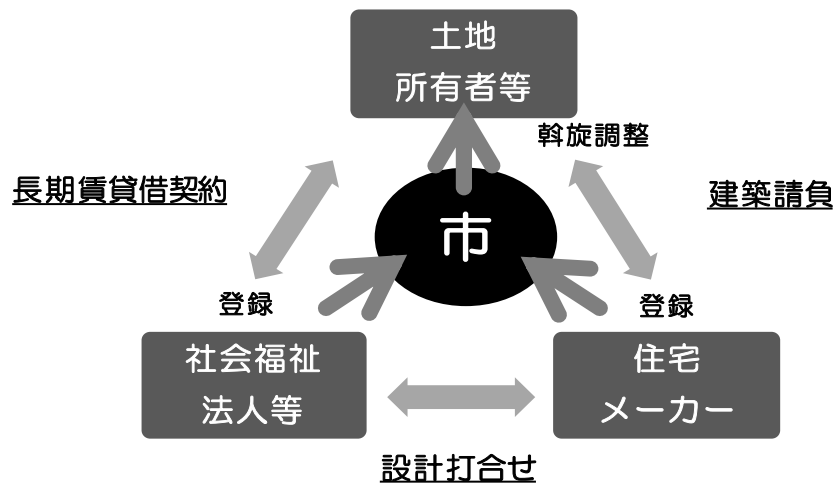 土地
所有者等
斡旋調整
長期賃貸借契約
建築請負
市
登録
登録
社会福祉
法人等
住宅
メーカー
設計打合せ